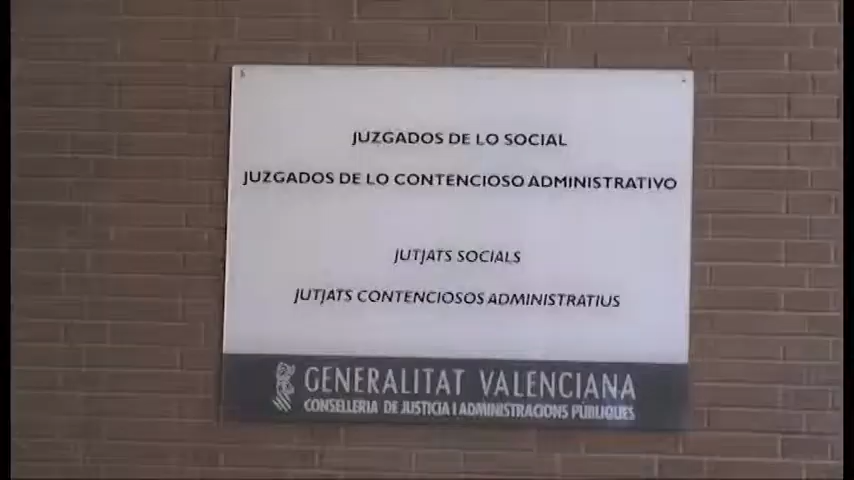 JUZGADOS DE LO SOCIAL
JUZGADOS DE LO CONTENCIOSO ADMINISTRATIVO
JUTJATS SOCIALS
JUTJATS CONTENCIOSOS ADMINISTRATIUS
GENERALITAT VALENCIANA
CONSELLERIA DE JUSTICIA I ADMINISTRACIONS PÚBLIQUES